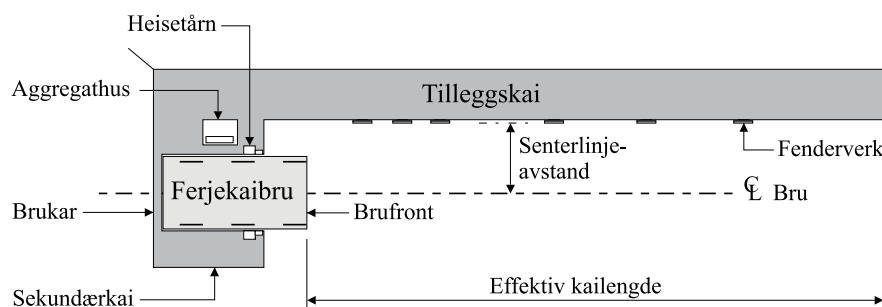 Heisetårn
Aggregathus
Tilleggskai
Senterlinje-
avstand
Fenderverk
Ferjekaibru
℄ Bru
Brukar
Brufront
Effektiv kailengde
Sekundærkai